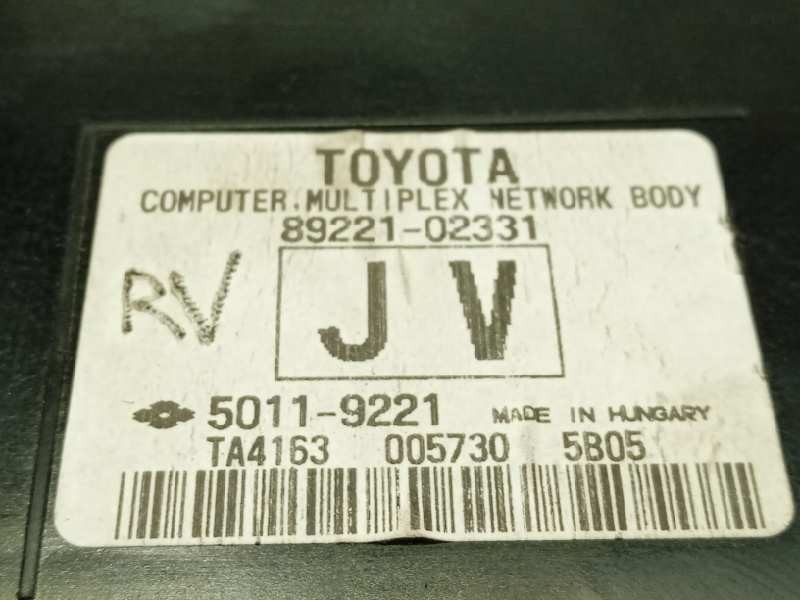 TOYOTA
COMPUTER, MULTIPLEX NETWORK BODY
89221-02331
RV
JV
5011-9221 MADE IN HUNGARY
TA4163 005730 5B05